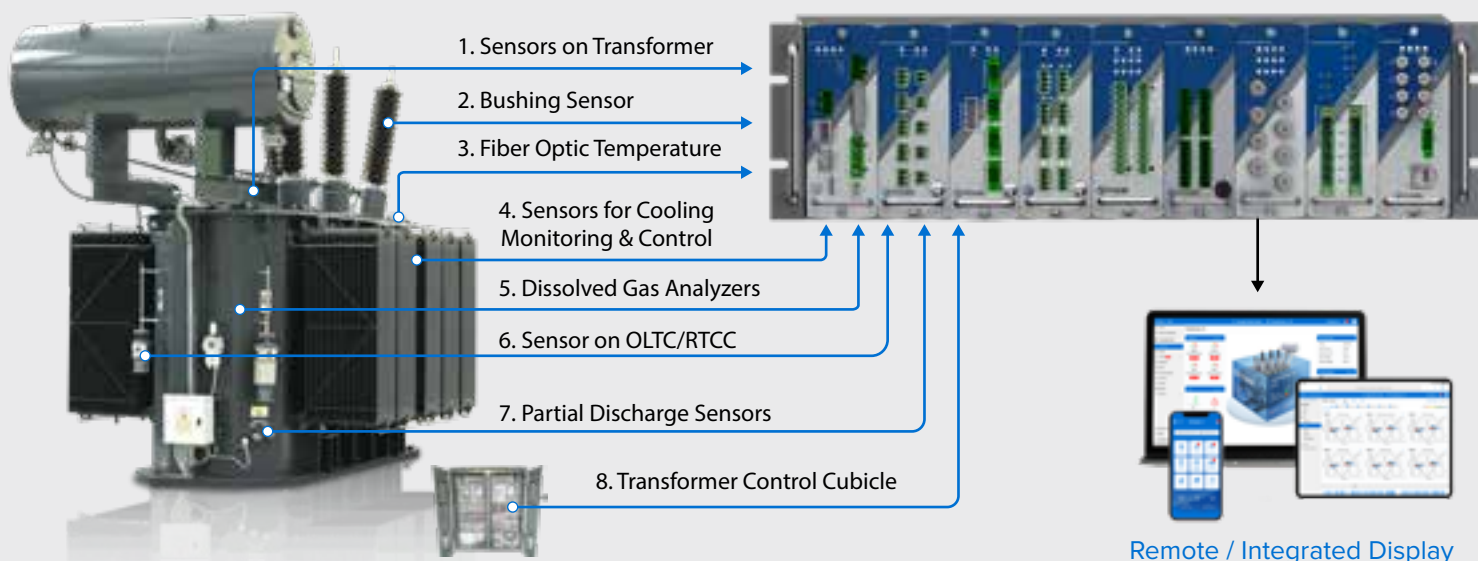 1. Sensors on Transformer
2. Bushing Sensor
3. Fiber Optic Temperature
4. Sensors for Cooling
Monitoring & Control
5. Dissolved Gas Analyzers
6. Sensor on OLTC/RTCC
7. Partial Discharge Sensors
8. Transformer Control Cubicle
Remote / Integrated Display